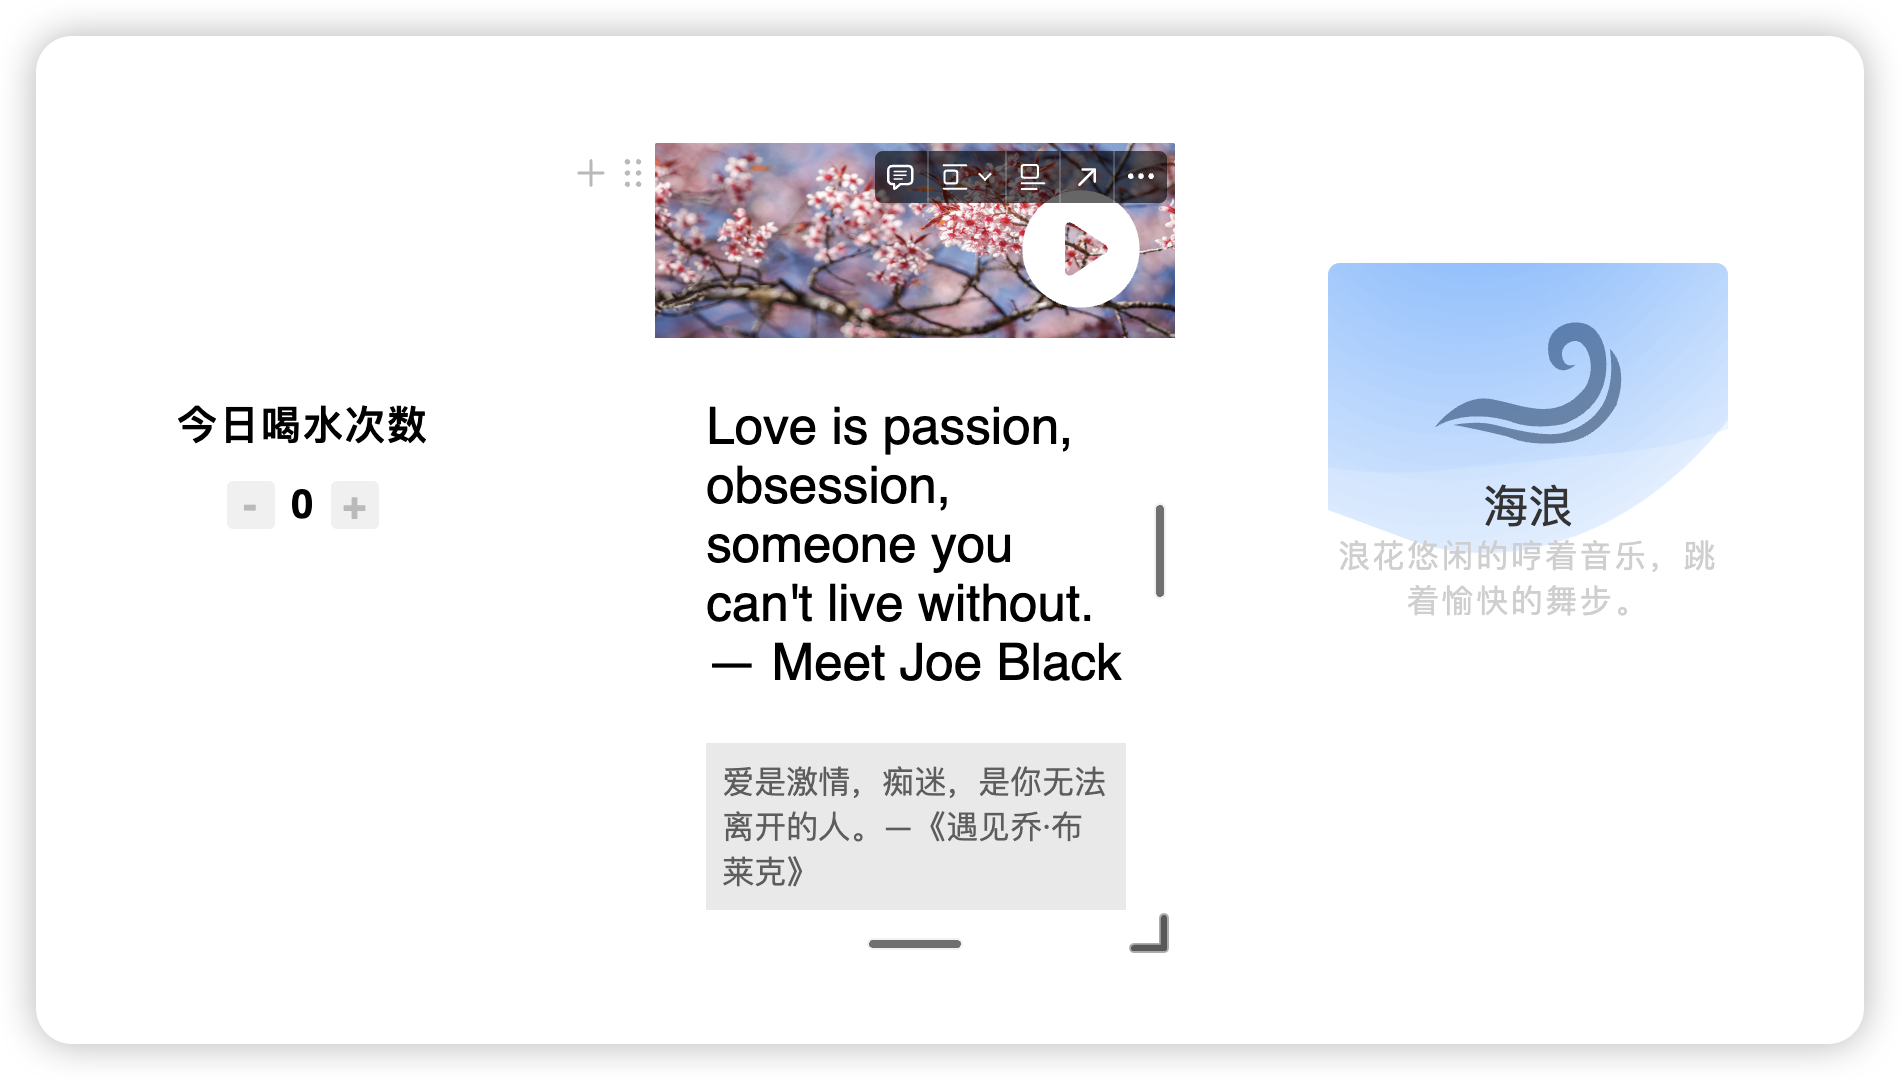 今日喝水次数
- 0 +
Love is passion,
obsession,
someone you
can't live without.
— Meet Joe Black
爱是激情，痴迷，是你无法
离开的人。—《遇见乔·布
莱克》
海浪
浪花悠闲的哼着音乐，跳
着愉快的舞步。